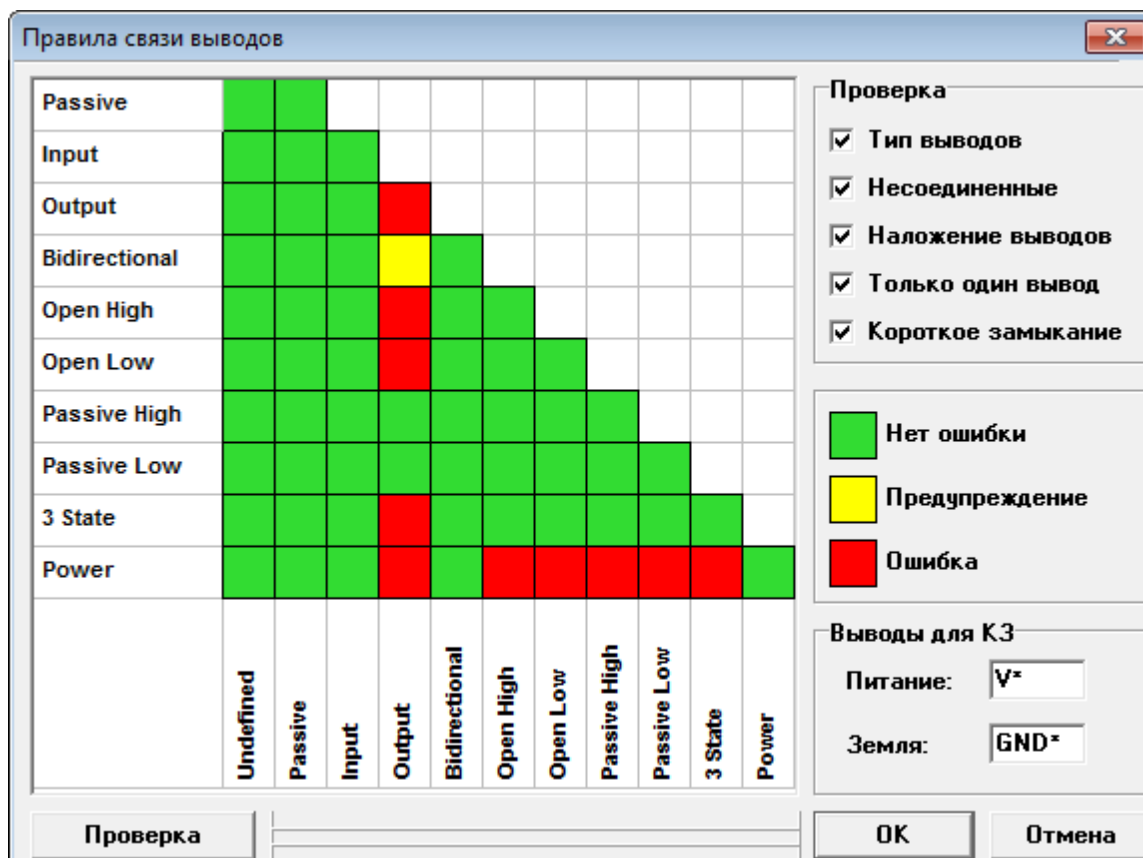 Правила связи выводов
Passive
Input
Output
Bidirectional
Open High
Open Low
Passive High
Passive Low
3 State
Power
Undefined
Passive
Input
Output
Bidirectional
Open High
Open Low
Passive High
Passive Low
3 State
Power
Проверка
Тип выводов
Несоединенные
Наложение выводов
Только один вывод
Короткое замыкание
Нет ошибки
Предупреждение
Ошибка
Выводы для КЗ
Питание: V*
Земля: GND*
Проверка
OK
Отмена